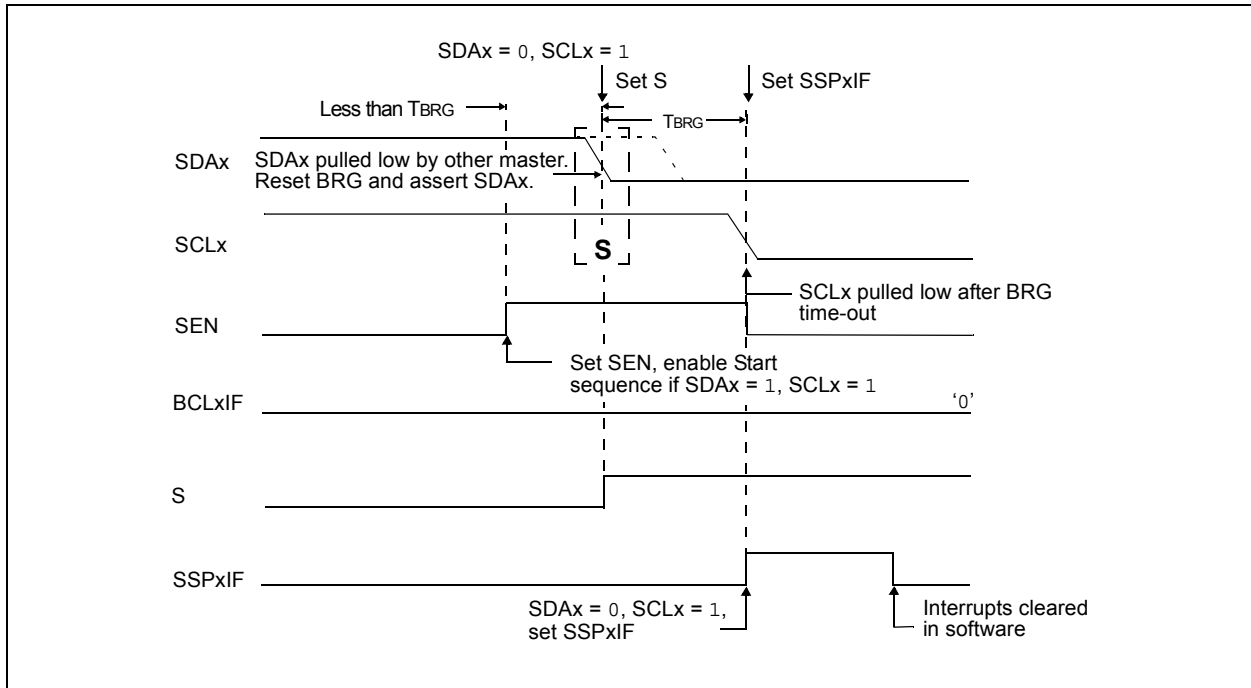 SDAx = 0, SCLx = 1
Set S
Set SSPxIF
Less than TBRG
TBRG
SDAx
SDAx pulled low by other master.
Reset BRG and assert SDAx.
SCLx
S
SCLx pulled low after BRG
time-out
SEN
Set SEN, enable Start
sequence if SDAx = 1, SCLx = 1
BCLxIF
‘0’
S
SSPxIF
SDAx = 0, SCLx = 1,
set SSPxIF
Interrupts cleared
in software